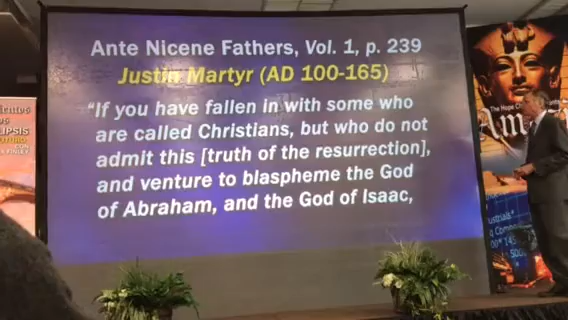 Ante Nicene Fathers, Vol. 1, p. 239
Justin Martyr (AD 100-165)
“If you have fallen in with some who
are called Christians, but who do not
admit this [truth of the resurrection],
and venture to blaspheme the God
of Abraham, and the God of Isaac,
The Hope